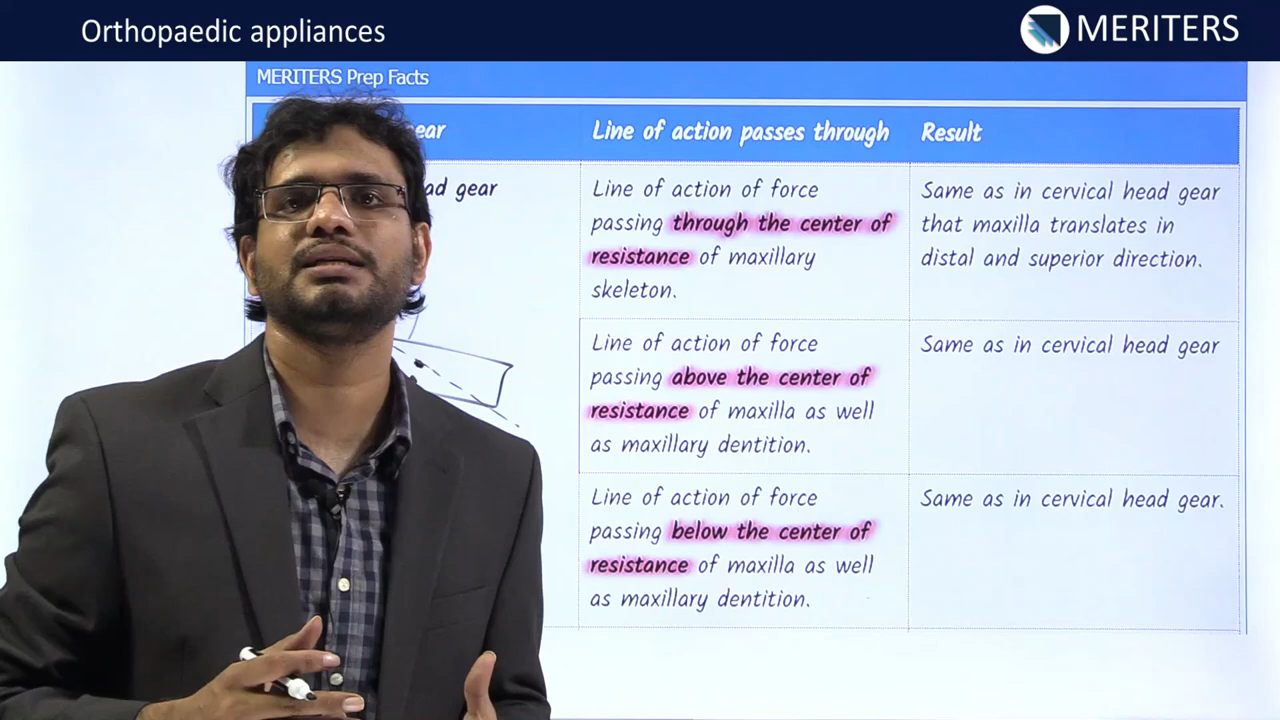 Orthopaedic appliances
MERITERS
MERITERS Prep Facts
Line of action passes through
Result
head gear
Line of action of force
passing through the center of
resistance of maxillary
skeleton.
Same as in cervical head gear
that maxilla translates in
distal and superior direction.
Line of action of force
passing above the center of
resistance of maxilla as well
as maxillary dentition.
Same as in cervical head gear
Line of action of force
passing below the center of
resistance of maxilla as well
as maxillary dentition.
Same as in cervical head gear.